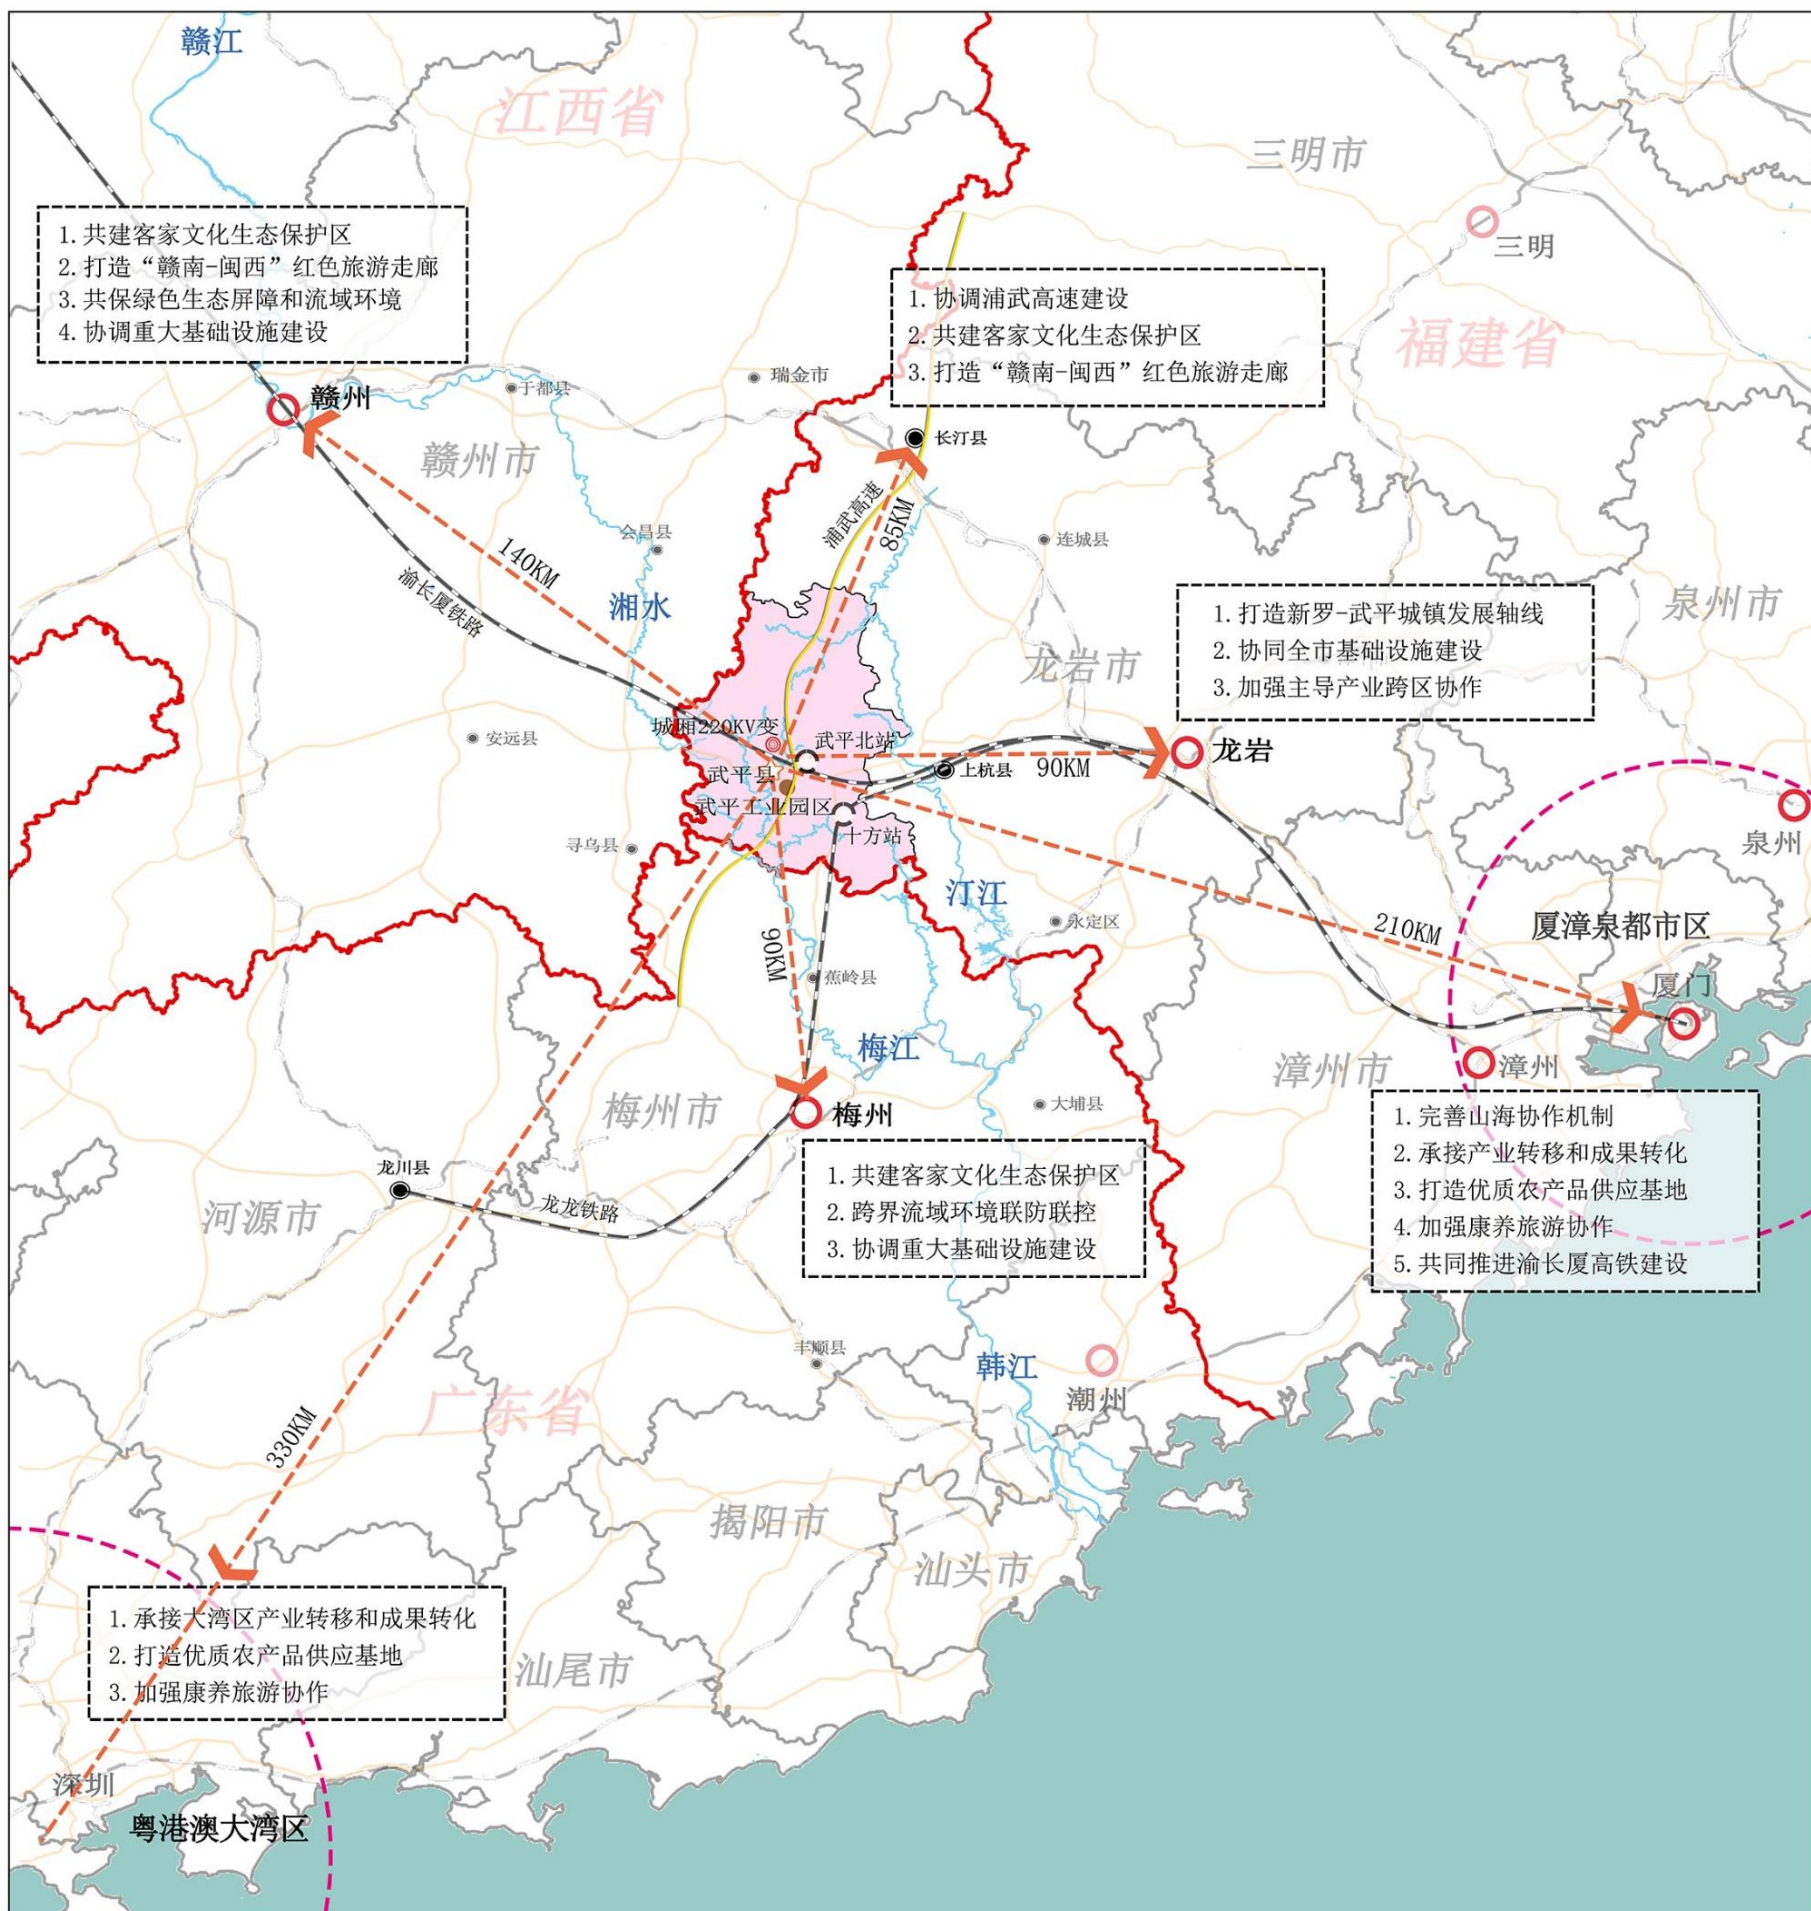 赣江
江西省
三明市
三明
1. 共建客家文化生态保护区
2. 打造“赣南-闽西”红色旅游走廊
3. 共保绿色生态屏障和流域环境
4. 协调重大基础设施建设
1. 协调浦武高速建设
2. 共建客家文化生态保护区
3. 打造“赣南-闽西”红色旅游走廊
福建省
瑞金市
于都县
赣州
赣州市
长汀县
浦武高速
85KM
会昌县
连城县
140KM
渝长厦铁路
湘水
泉州市
龙岩市
1. 打造新罗-武平城镇发展轴线
2. 协同全市基础设施建设
3. 加强主导产业跨区协作
城厢220KV变
武平北站
安远县
龙岩
上杭县
90KM
武平县
武平工业园区
十方站
寻乌县
泉州
汀江
永定区
210KM
厦漳泉都市区
90KM
蕉岭县
厦门
梅江
漳州市
漳州
梅州市
梅州
大埔县
1. 完善山海协作机制
2. 承接产业转移和成果转化
3. 打造优质农产品供应基地
4. 加强康养旅游协作
5. 共同推进渝长厦高铁建设
龙川县
1. 共建客家文化生态保护区
2. 跨界流域环境联防联控
3. 协调重大基础设施建设
河源市
龙龙铁路
丰顺县
韩江
潮州
广东省
330KM
揭阳市
汕头市
1. 承接大湾区产业转移和成果转化
2. 打造优质农产品供应基地
3. 加强康养旅游协作
汕尾市
深圳
粤港澳大湾区